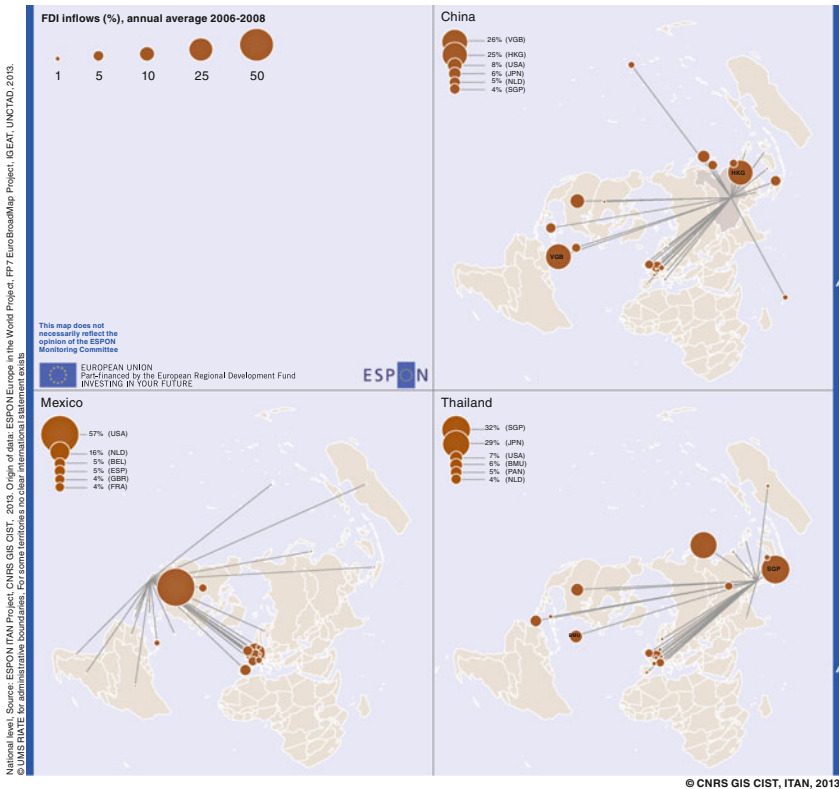 FDI inflows (%), annual average 2006-2008
1 5 10 25 50
This map does not
necessarily reflect the
opinion of the ESPON
Monitoring Committee
EUROPEAN UNION
Part-financed by the European Regional Development Fund
INVESTING IN YOUR FUTURE
ESPON
China
26% (VGB)
25% (HKG)
8% (USA)
6% (JPN)
5% (NLD)
4% (SGP)
HKG
VGB
Mexico
57% (USA)
16% (NLD)
5% (BEL)
5% (ESP)
4% (GBR)
4% (FRA)
Thailand
32% (SGP)
29% (JPN)
7% (USA)
6% (BMU)
5% (PAN)
4% (NLD)
SGP
BMU
National level, Source: ESPON ITAN Project, CNRS GIS CIST, 2013. Origin of data: ESPON Europe in the World Project, FP7 EuroBroadMap Project, IGEAT, UNCTAD, 2013.
© UMS RIATE for administrative boundaries, For some territories no clear international statement exists
© CNRS GIS CIST, ITAN, 2013